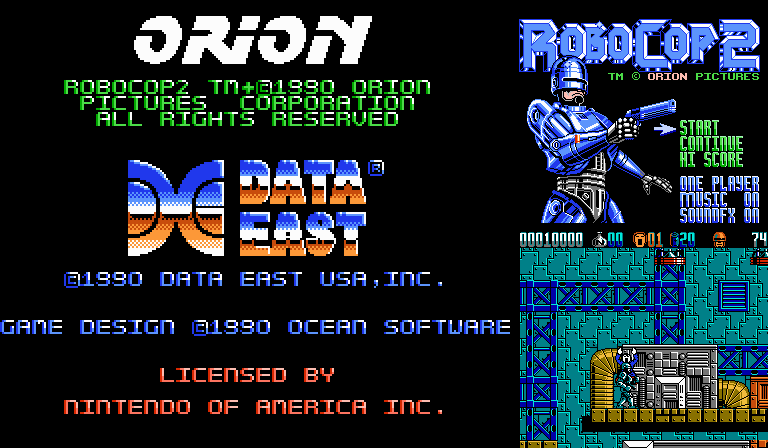 ORiON
ROBOCOP2 TM+©1990 ORION
PICTURES CORPORATION
ALL RIGHTS RESERVED
DATA ®
EAST
©1990 DATA EAST USA,INC.
GAME DESIGN ©1990 OCEAN SOFTWARE
LICENSED BY
NINTENDO OF AMERICA INC.
ROBOCOP 2
TM © ORION PICTURES
START
CONTINUE
HI SCORE
ONE PLAYER
MUSIC ON
SOUNDFX ON
00010000 00 01 20 74